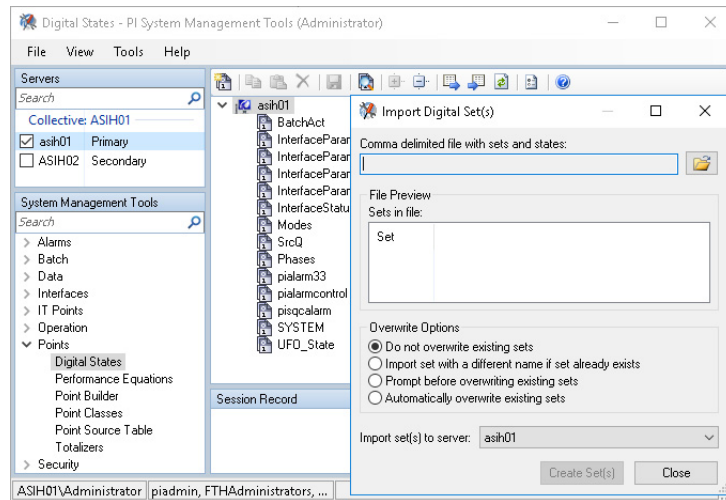 Digital States - PI System Management Tools (Administrator)
File View Tools Help
Servers
Search
Collective: ASIH01
asih01 Primary
ASIH02 Secondary
System Management Tools
Search
Alarms
Batch
Data
Interfaces
IT Points
Operation
Points
Digital States
Performance Equations
Point Builder
Point Classes
Point Source Table
Totalizers
Security
asih01
BatchAct
InterfaceParar
InterfaceParar
InterfaceParar
InterfaceParar
InterfaceStatu
Modes
SrcQ
Phases
pialarm33
pialarmcontrol
pisqcalarm
SYSTEM
UFO_State
Session Record
Import Digital Set(s)
Comma delimited file with sets and states:
File Preview
Sets in file:
Set
Overwrite Options
Do not overwrite existing sets
Import set with a different name if set already exists
Prompt before overwriting existing sets
Automatically overwrite existing sets
Import set(s) to server: asih01
Create Set(s) Close
ASIH01\Administrator piadmin, FTHAdministrators, ...